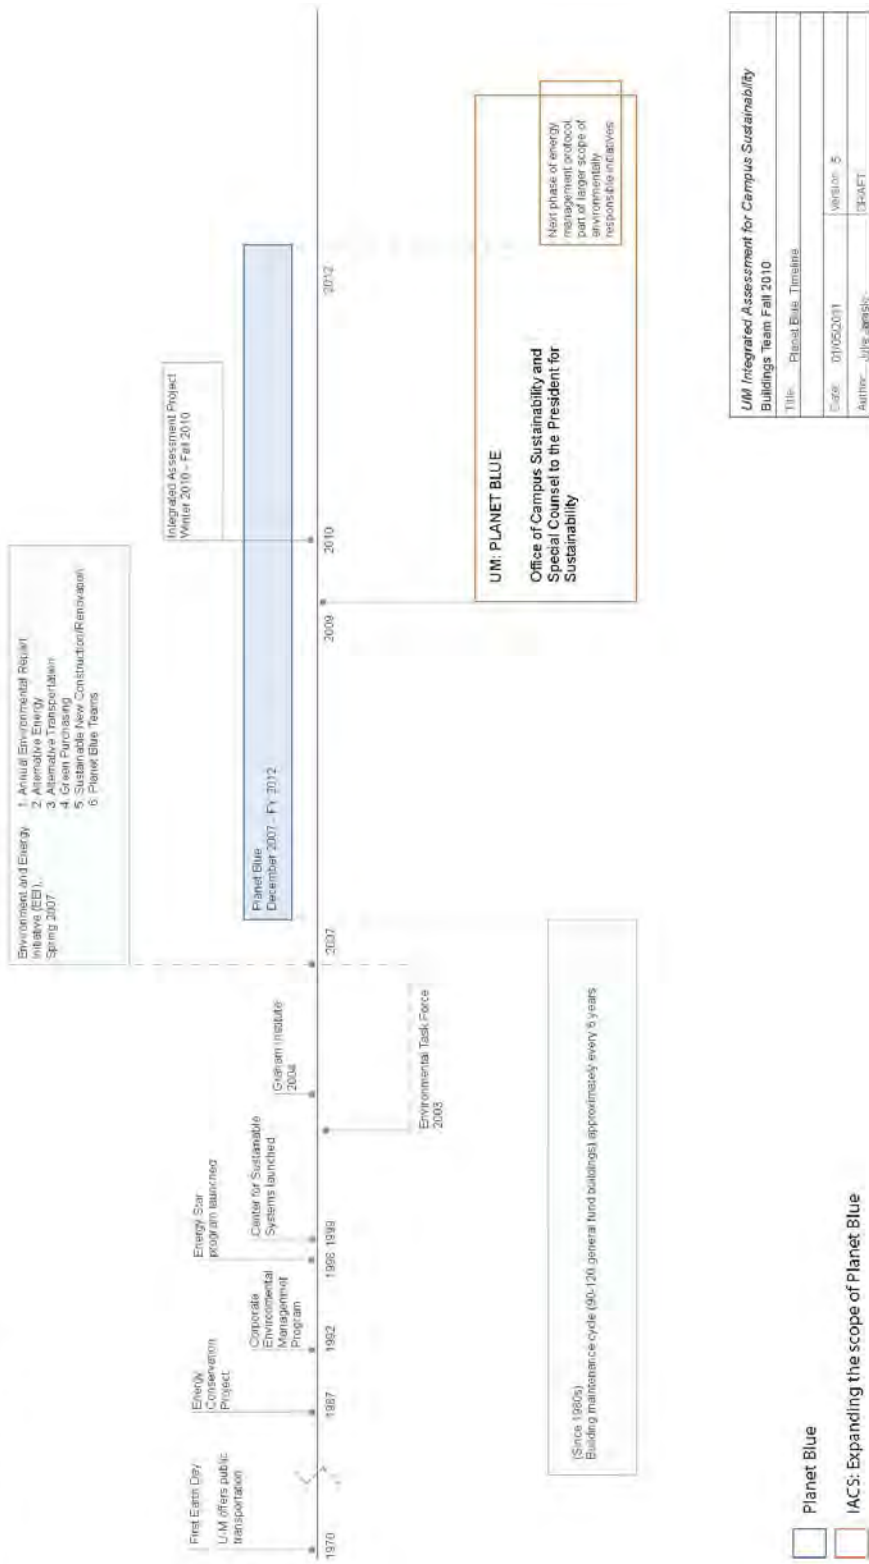 Environment and Energy
Initiative (EEI),
Spring 2007
1. Annual Environmental Report
2. Alternative Energy
3. Alternative Transportation
4. Green Purchasing
5. Sustainable New Construction/Renovation
6. Planet Blue Teams
Integrated Assessment Project
Winter 2010 - Fall 2010
Planet Blue
December 2007 - FY 2012
First Earth Day
U-M offers public
transportation
Energy
Conservation
Project
Corporate
Environmental
Managemnet
Program
Energy Star
program launched
Center for Sustainable
Systems launched
Graham Institute
2004
1970
1987
1992
1998
1999
2007
2009
2010
2012
Environmental Task Force
2003
UM: PLANET BLUE
Office of Campus Sustainability and
Special Counsel to the President for
Sustainability
Next phase of energy
management protocol,
part of larger scope of
environmentally
responsible initiatives
(Since 1980s)
Building maintenance cycle (90-120 general fund buildings) approximately every 6 years
Planet Blue
IACS: Expanding the scope of Planet Blue
UM Integrated Assessment for Campus Sustainability
Buildings Team Fall 2010
Title: Planet Blue Timeline
Date: 01/05/2011
Version: 5
Author: Julie
DRAFT